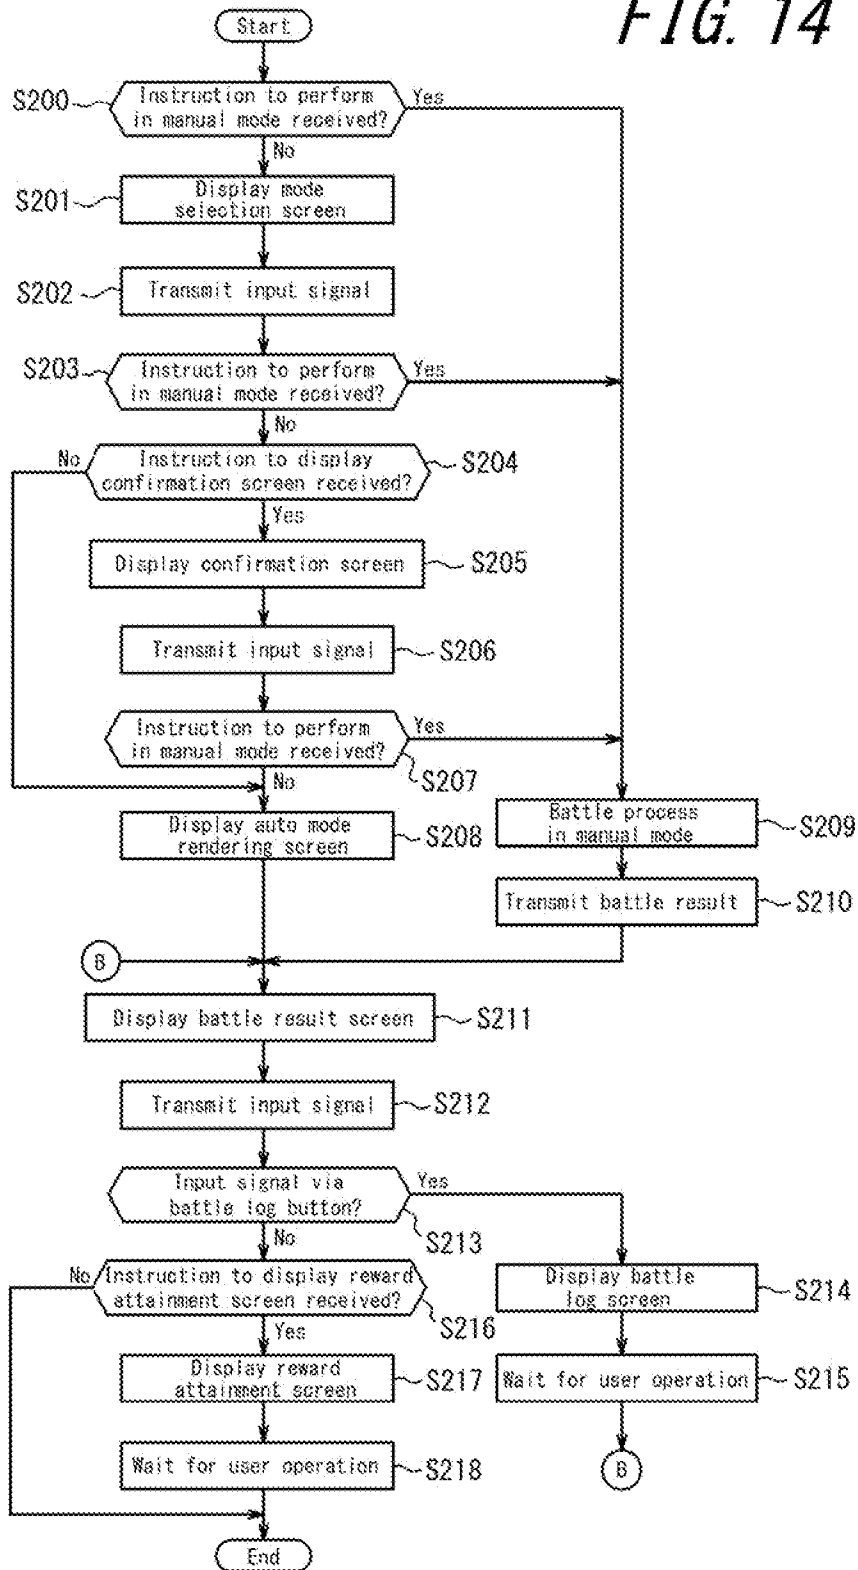 FIG. 14
Start
S200
Instruction to perform
in manual mode received?
Yes
No
S201
Display mode
selection screen
S202
Transmit input signal
S203
Instruction to perform
in manual mode received?
Yes
No
No
Instruction to display
confirmation screen received?
S204
Yes
Display confirmation screen
S205
Transmit input signal
S206
Instruction to perform
in manual mode received?
Yes
S207
No
Display auto mode
rendering screen
S208
Battle process
in manual mode
S209
Transmit battle result
S210
B
Display battle result screen
S211
Transmit input signal
S212
Input signal via
battle log button?
Yes
S213
No
No
Instruction to display reward
attainment screen received?
S216
Yes
Display battle
log screen
S214
Display reward
attainment screen
S217
Wait for user operation
S215
Wait for user operation
S218
B
End